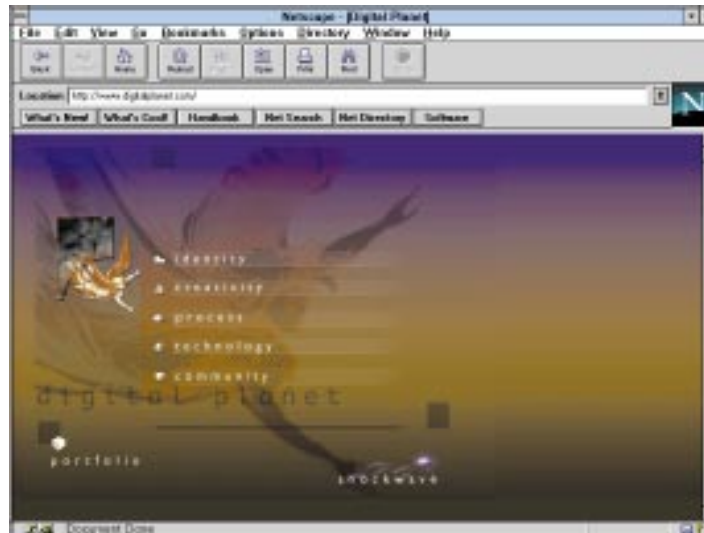 Netscape - [Digital Planet]
File Edit View Go Bookmarks Options Directory Window Help
Back Home Reload Open Print Find
Location: http://www.digitalplanet.com/
What's New! What's Cool! Handbook Net Search Net Directory Software
identity
creativity
process
technology
community
digital planet
portfolio
shockwave
Document Done